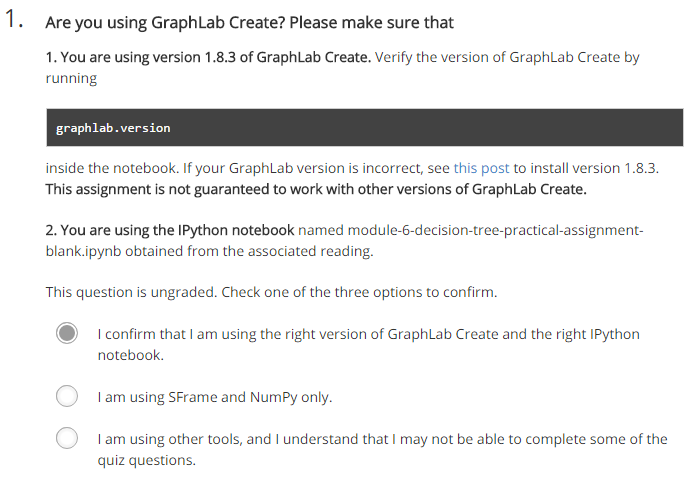 1. Are you using GraphLab Create? Please make sure that
1. You are using version 1.8.3 of GraphLab Create. Verify the version of GraphLab Create by
running
graphlab.version
inside the notebook. If your GraphLab version is incorrect, see this post to install version 1.8.3.
This assignment is not guaranteed to work with other versions of GraphLab Create.
2. You are using the IPython notebook named module-6-decision-tree-practical-assignment-
blank.ipynb obtained from the associated reading.
This question is ungraded. Check one of the three options to confirm.
I confirm that I am using the right version of GraphLab Create and the right IPython
notebook.
I am using SFrame and NumPy only.
I am using other tools, and I understand that I may not be able to complete some of the
quiz questions.